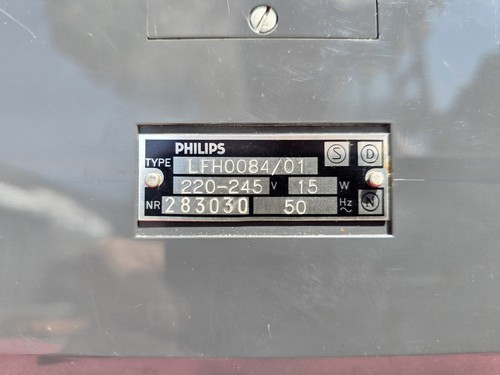 PHILIPS S D
TYPE LFH0084/01
220-245 V 15 W
NR 283030 50 Hz N